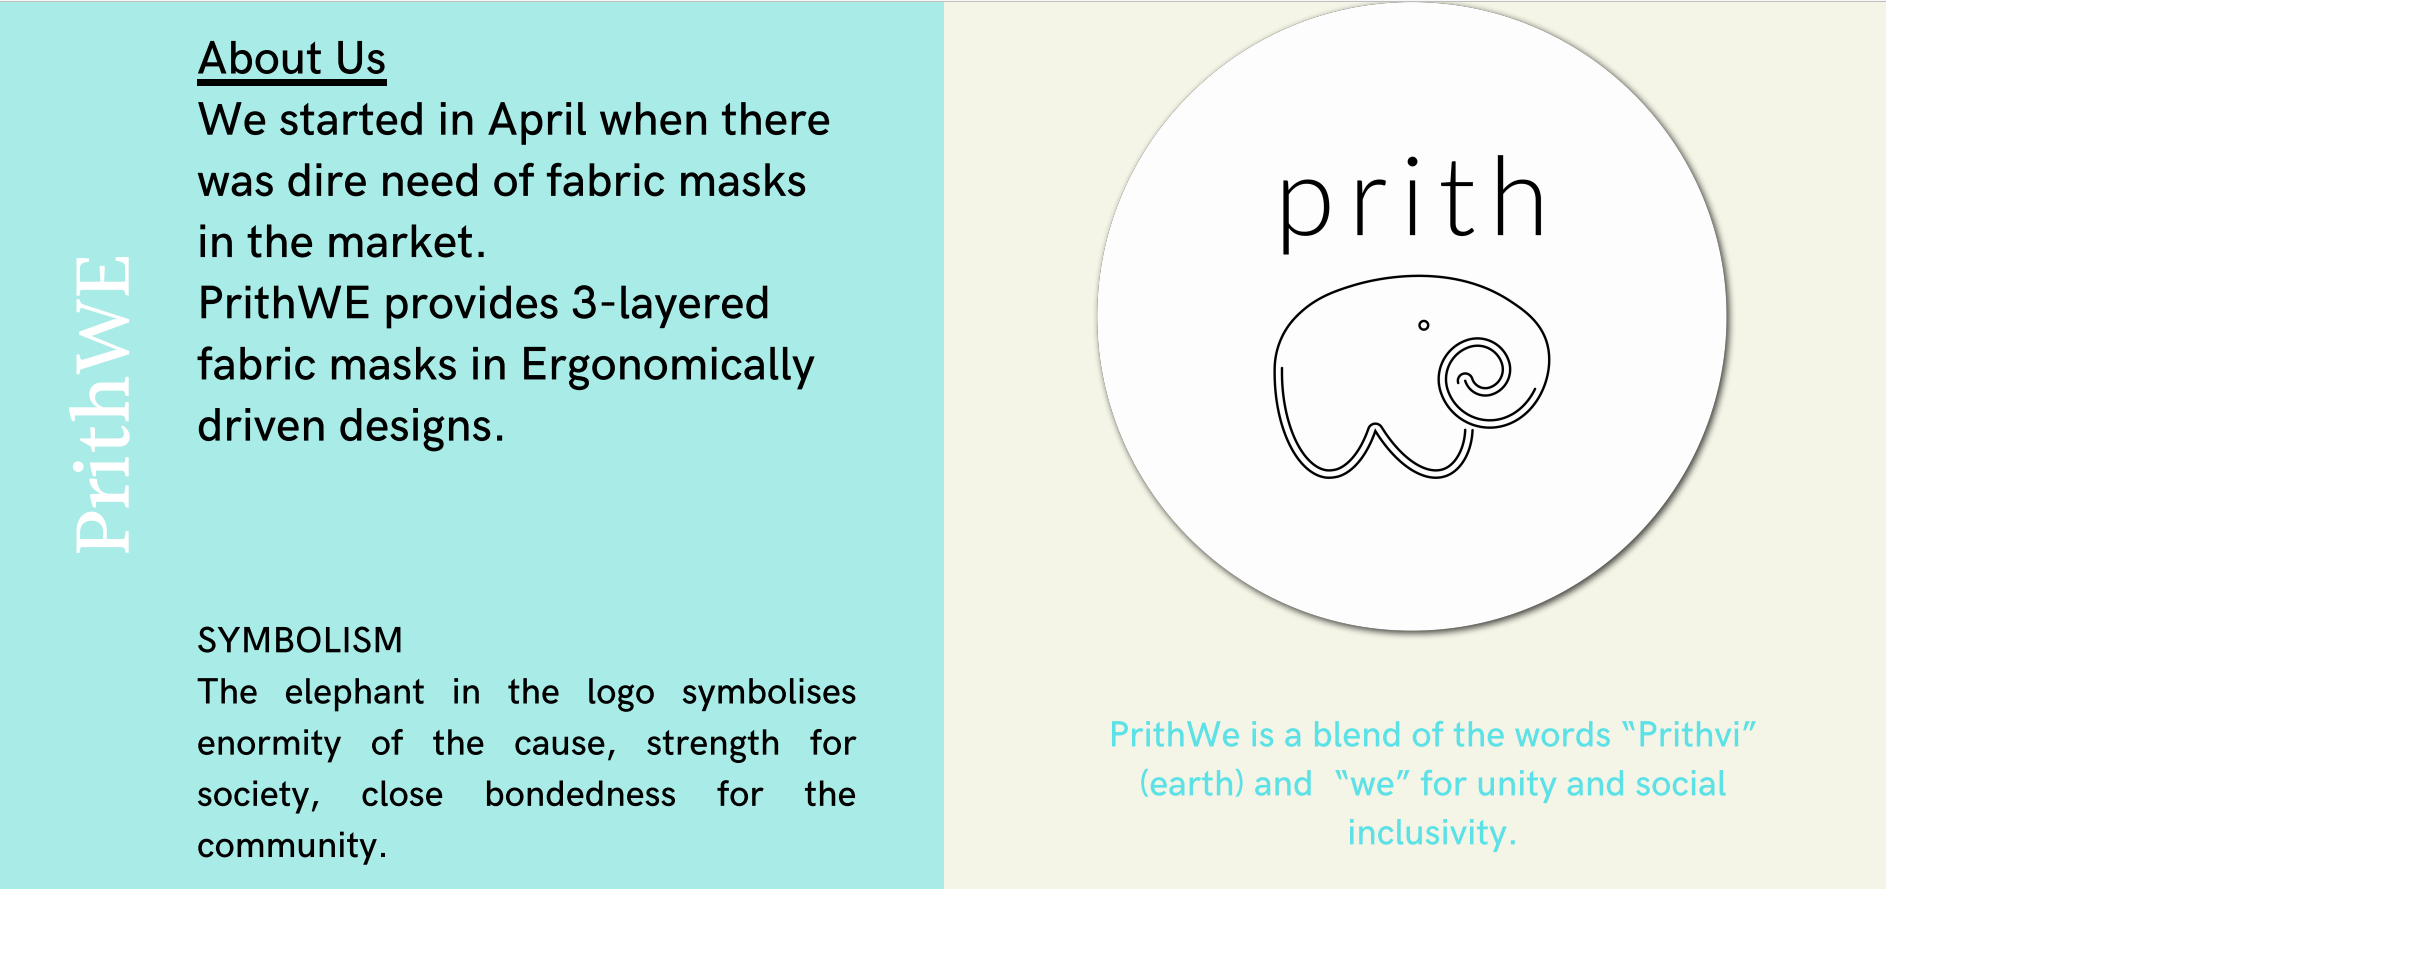 PrithWE
About Us
We started in April when there
was dire need of fabric masks
in the market.
PrithWE provides 3-layered
fabric masks in Ergonomically
driven designs.
SYMBOLISM
The elephant in the logo symbolises
enormity of the cause, strength for
society, close bondedness for the
community.
prith
PrithWe is a blend of the words “Prithvi”
(earth) and “we” for unity and social
inclusivity.